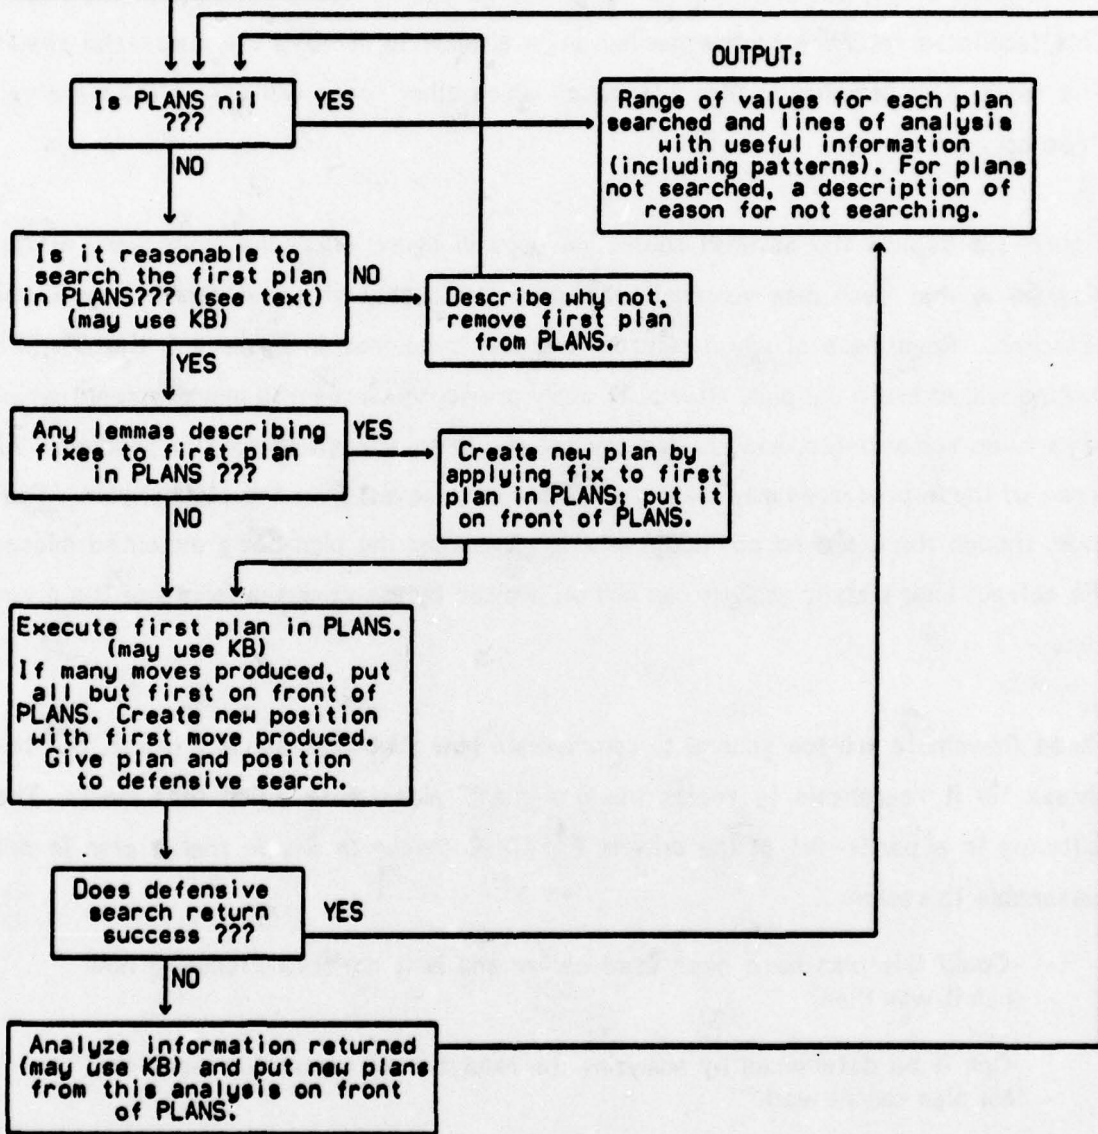 OUTPUT:
Is PLANS nil
???
YES
NO
Range of values for each plan
searched and lines of analysis
with useful information
(including patterns). For plans
not searched, a description of
reason for not searching.
Is it reasonable to
search the first plan
in PLANS??? (see text)
(may use KB)
NO
YES
Describe why not,
remove first plan
from PLANS.
Any lemmas describing
fixes to first plan
in PLANS ???
YES
NO
Create new plan by
applying fix to first
plan in PLANS; put it
on front of PLANS.
Execute first plan in PLANS.
(may use KB)
If many moves produced, put
all but first on front of
PLANS. Create new position
with first move produced.
Give plan and position
to defensive search.
Does defensive
search return
success ???
YES
NO
Analyze information returned
(may use KB) and put new plans
from this analysis on front
of PLANS.